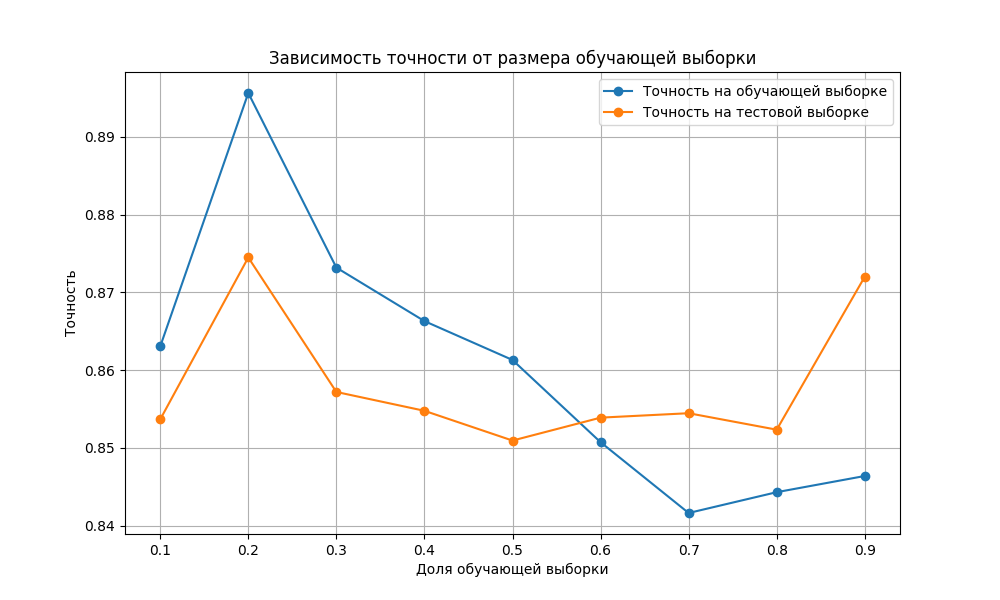 Зависимость точности от размера обучающей выборки
Точность на обучающей выборке
Точность на тестовой выборке
0.89
0.88
0.87
0.86
0.85
0.84
Точность
0.1 0.2 0.3 0.4 0.5 0.6 0.7 0.8 0.9
Доля обучающей выборки